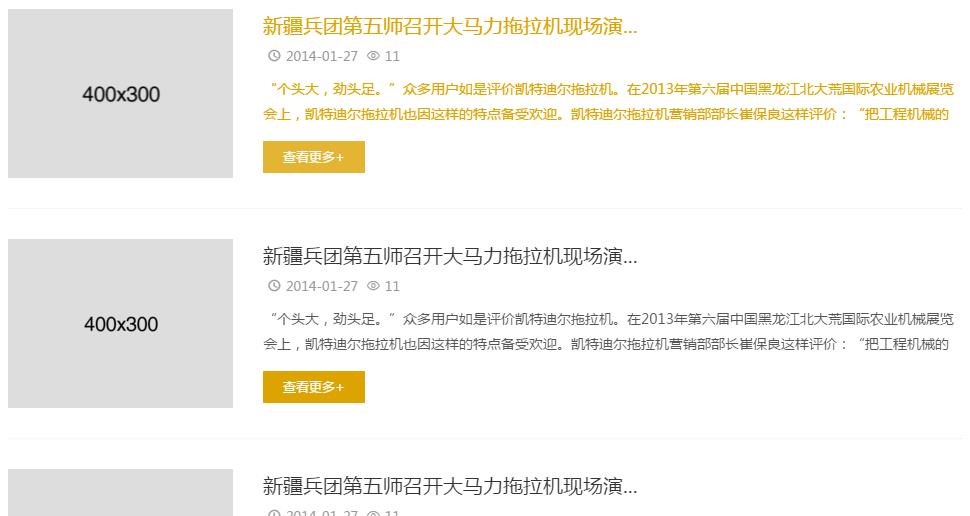 400x300
新疆兵团第五师召开大马力拖拉机现场演...
2014-01-27 11
“个头大，劲头足。”众多用户如是评价凯特迪尔拖拉机。在2013年第六届中国黑龙江北大荒国际农业机械展览
会上，凯特迪尔拖拉机也因这样的特点备受欢迎。凯特迪尔拖拉机营销部部长崔保良这样评价：“把工程机械的
查看更多+
400x300
新疆兵团第五师召开大马力拖拉机现场演...
2014-01-27 11
“个头大，劲头足。”众多用户如是评价凯特迪尔拖拉机。在2013年第六届中国黑龙江北大荒国际农业机械展览
会上，凯特迪尔拖拉机也因这样的特点备受欢迎。凯特迪尔拖拉机营销部部长崔保良这样评价：“把工程机械的
查看更多+
新疆兵团第五师召开大马力拖拉机现场演...
2014-01-27 11